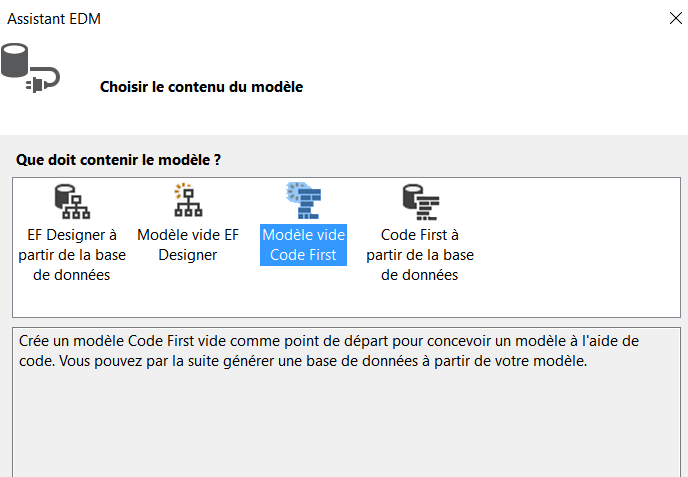 Assistant EDM
Choisir le contenu du modèle
Que doit contenir le modèle ?
EF Designer à
partir de la base
de données
Modèle vide EF
Designer
Modèle vide
Code First
Code First à
partir de la base
de données
Crée un modèle Code First vide comme point de départ pour concevoir un modèle à l'aide de
code. Vous pouvez par la suite générer une base de données à partir de votre modèle.